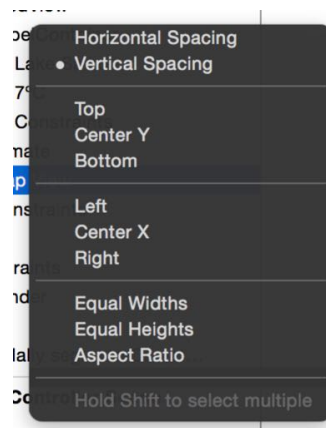 Horizontal Spacing
Vertical Spacing
Top
Center Y
Bottom
Left
Center X
Right
Equal Widths
Equal Heights
Aspect Ratio
Hold Shift to select multiple